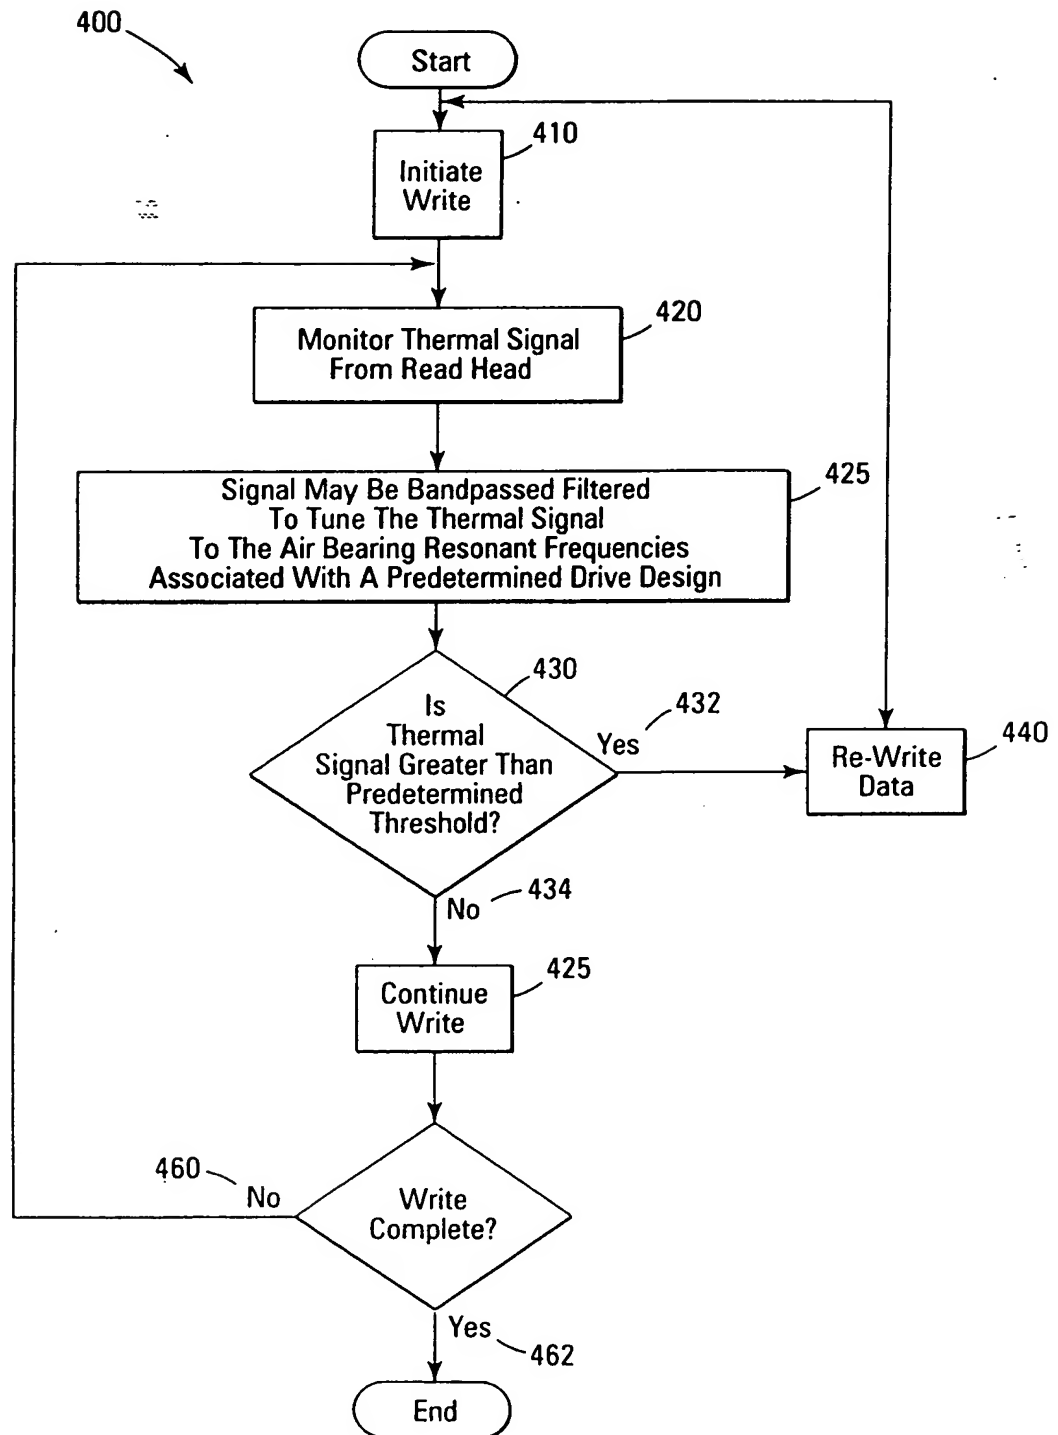 400
Start
410
Initiate
Write
420
Monitor Thermal Signal
From Read Head
425
Signal May Be Bandpassed Filtered
To Tune The Thermal Signal
To The Air Bearing Resonant Frequencies
Associated With A Predetermined Drive Design
430
Is
Thermal
Signal Greater Than
Predetermined
Threshold?
Yes
432
440
Re-Write
Data
No
434
425
Continue
Write
460
No
Write
Complete?
Yes
462
End